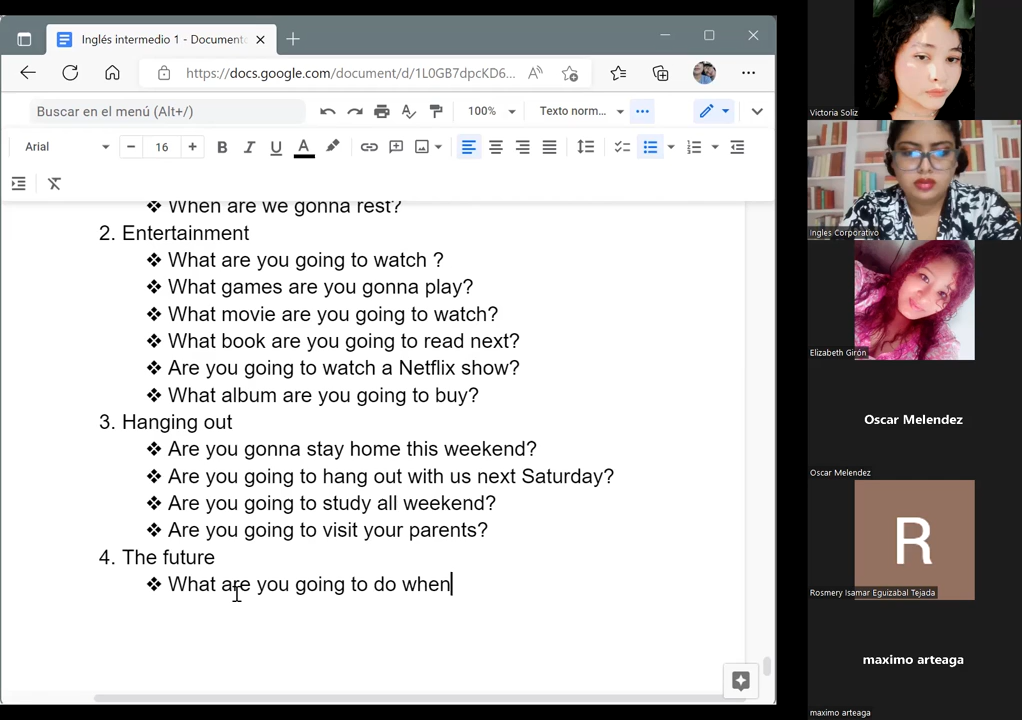 Inglés intermedio 1 - Documento
https://docs.google.com/document/d/1L0GB7dpcKD6...
Buscar en el menú (Alt+/)
100%
Texto norm...
Arial
16
When are we gonna rest?
2. Entertainment
What are you going to watch ?
What games are you gonna play?
What movie are you going to watch?
What book are you going to read next?
Are you going to watch a Netflix show?
What album are you going to buy?
3. Hanging out
Are you gonna stay home this weekend?
Are you going to hang out with us next Saturday?
Are you going to study all weekend?
Are you going to visit your parents?
4. The future
What are you going to do when
Victoria Soliz
Ingles Corporativo
Elizabeth Girón
Oscar Melendez
Oscar Melendez
R
Rosmery Isamar Eguizabal Tejada
maximo arteaga
maximo arteaga